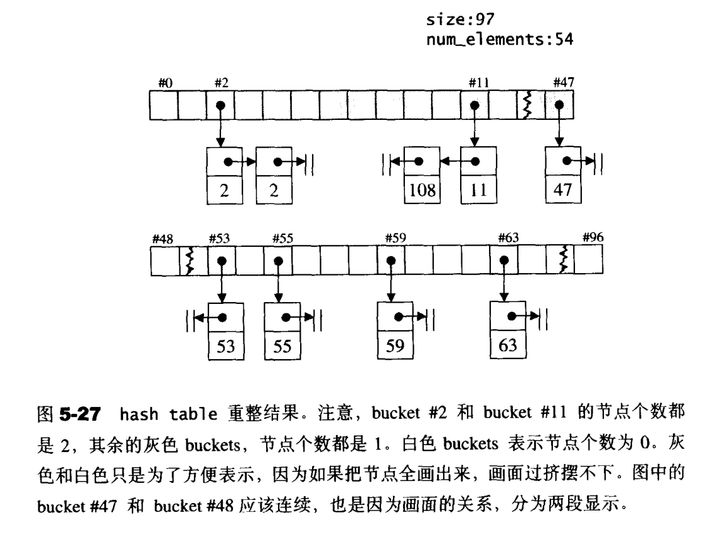 size:97
num_elements:54
#0 #2 #11 #47
2 2 108 11 47
#48 #53 #55 #59 #63 #96
53 55 59 63
图 5-27 hash table 重整结果。注意，bucket #2 和 bucket #11 的节点个数都
是 2，其余的灰色 buckets，节点个数都是 1。白色 buckets 表示节点个数为 0。灰
色和白色只是为了方便表示，因为如果把节点全画出来，画面过挤摆不下。图中的
bucket #47 和 bucket #48 应该连续，也是因为画面的关系，分为两段显示。